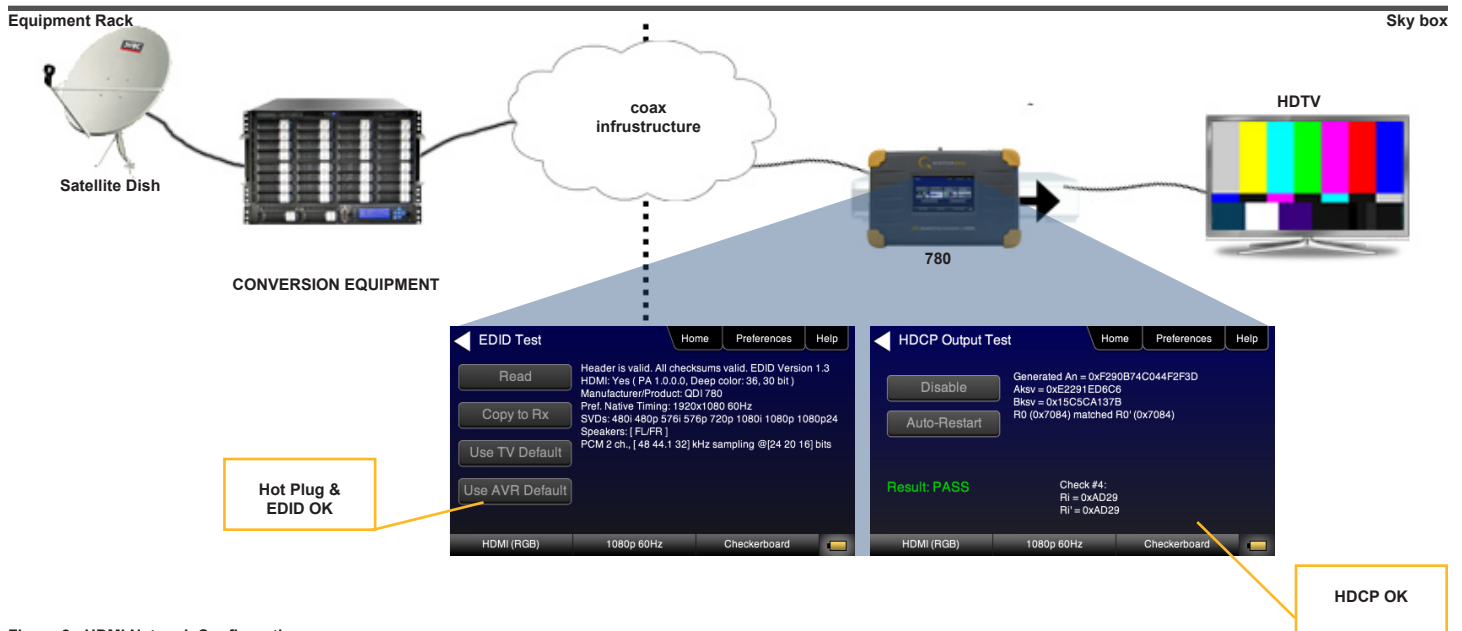 Equipment Rack
Sky box
coax
infrustructure
HDTV
Satellite Dish
780
CONVERSION EQUIPMENT
EDID Test
Home
Preferences
Help
Read
Copy to Rx
Use TV Default
Use AVR Default
Header is valid. All checksums valid. EDID Version 1.3
HDMI: Yes ( PA 1.0.0.0, Deep color: 36, 30 bit )
Manufacturer/Product: QDI 780
Pref. Native Timing: 1920x1080 60Hz
SVDs: 480i 480p 576i 576p 720p 1080i 1080p 1080p24
Speakers: [ FL/FR ]
PCM 2 ch., [ 48 44.1 32] kHz sampling @[24 20 16] bits
HDMI (RGB)
1080p 60Hz
Checkerboard
HDCP Output Test
Home
Preferences
Help
Disable
Auto-Restart
Generated An = 0xF290B74C044F2F3D
Aksv = 0xE2291ED6C6
Bksv = 0x15C5CA137B
R0 (0x7084) matched R0' (0x7084)
Result: PASS
Check #4:
Ri = 0xAD29
Ri' = 0xAD29
HDMI (RGB)
1080p 60Hz
Checkerboard
Hot Plug &
EDID OK
HDCP OK